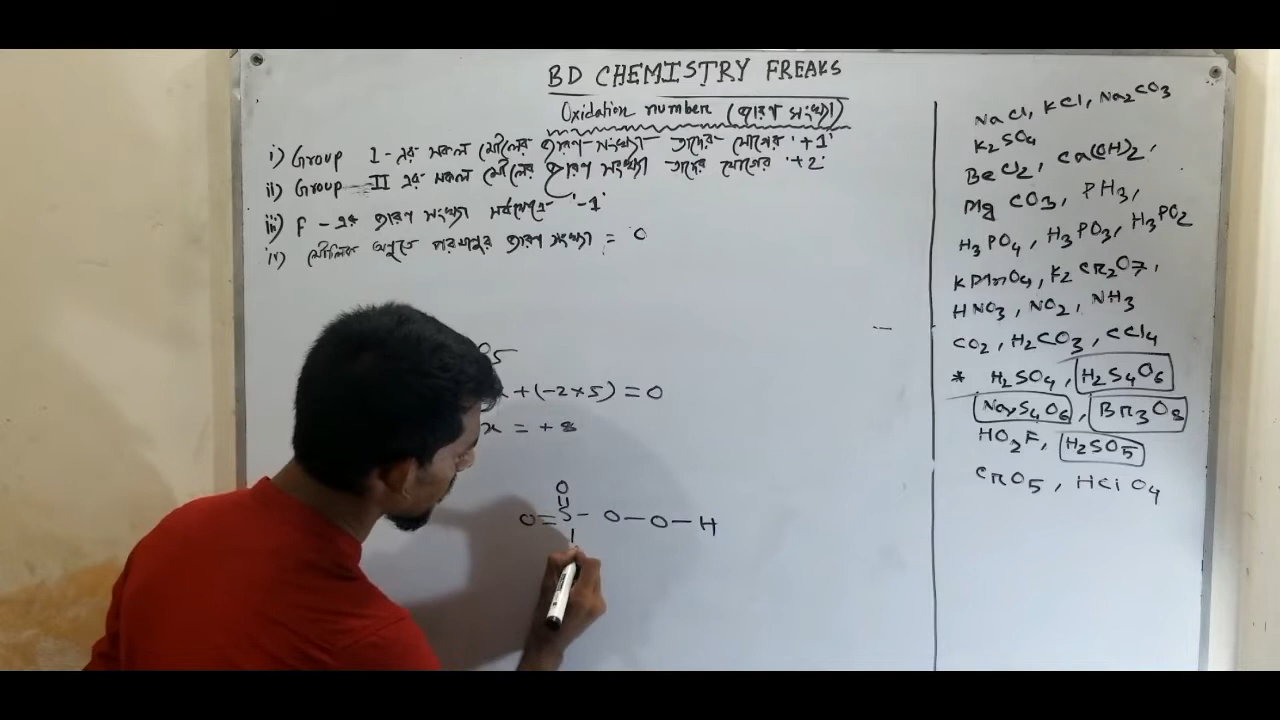 BD CHEMISTRY FREAKS
Oxidation number (জারণ সংখ্যা)
i) Group I-এর সকল মৌলের জারণ সংখ্যা তাদের যৌগের '+1'
ii) Group II এর সকল মৌলের জারণ সংখ্যা তাদের যৌগের '+2'
iii) F-এর জারণ সংখ্যা সর্বক্ষেত্রে '-1'
iv) মৌলিক অণুতে পরমাণুর জারণ সংখ্যা = 0
O5
+(-2×5) = 0
x = +8
O
O=S-O-O-H
NaCl, KCl, Na2CO3
K2SO4
BeCl2, Ca(OH)2,
MgCO3, PH3,
H3PO4, H3PO3, H3PO2
KMnO4, K2Cr2O7,
HNO3, NO2, NH3
CO2, H2CO3, CCl4
* H2SO4, H2S4O6
Na2S4O6, BR3O8
HO2F, H2SO5
CRO5, HClO4